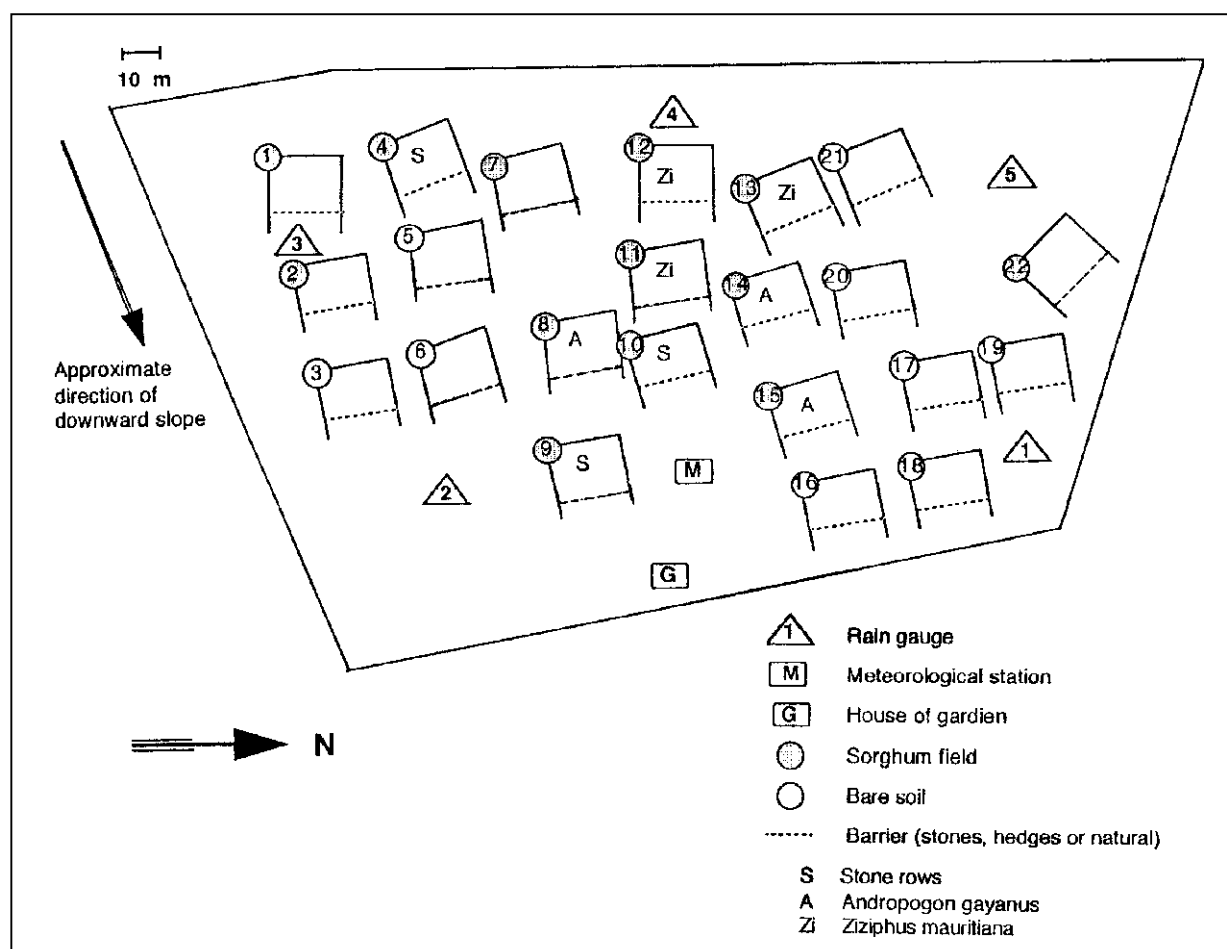 10 m
4
1
4
S
7
12
Zi
13
Zi
21
5
3
5
2
11
Zi
14
A
20
22
8
A
10
S
Approximate
direction of
downward slope
3
6
17
19
15
A
9
S
M
1
2
16
18
G
1 Rain gauge
M Meteorological station
G House of gardien
N
Sorghum field
Bare soil
Barrier (stones, hedges or natural)
S Stone rows
A Andropogon gayanus
Zi Ziziphus mauritiana